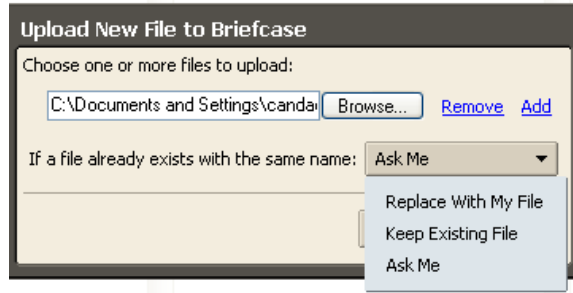 Upload New File to Briefcase
Choose one or more files to upload:
C:\Documents and Settings\canda Browse... Remove Add
If a file already exists with the same name: Ask Me
Replace With My File
Keep Existing File
Ask Me